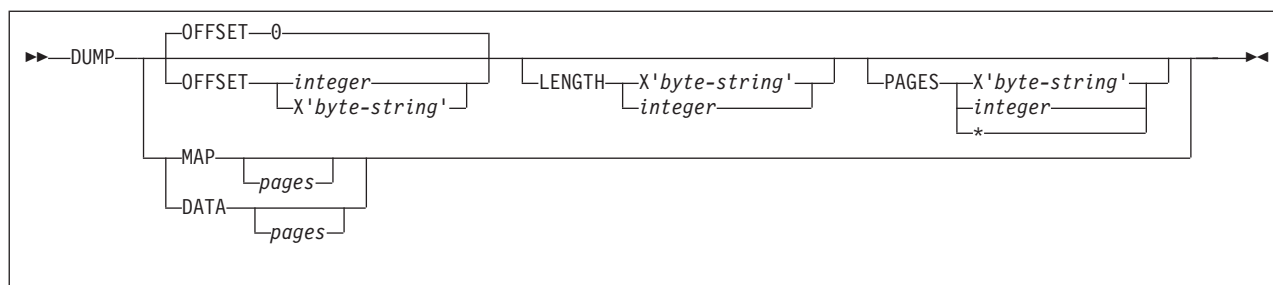 OFFSET 0
DUMP
OFFSET integer LENGTH X'byte-string' PAGES X'byte-string'
X'byte-string' integer integer
*
MAP
pages
DATA
pages